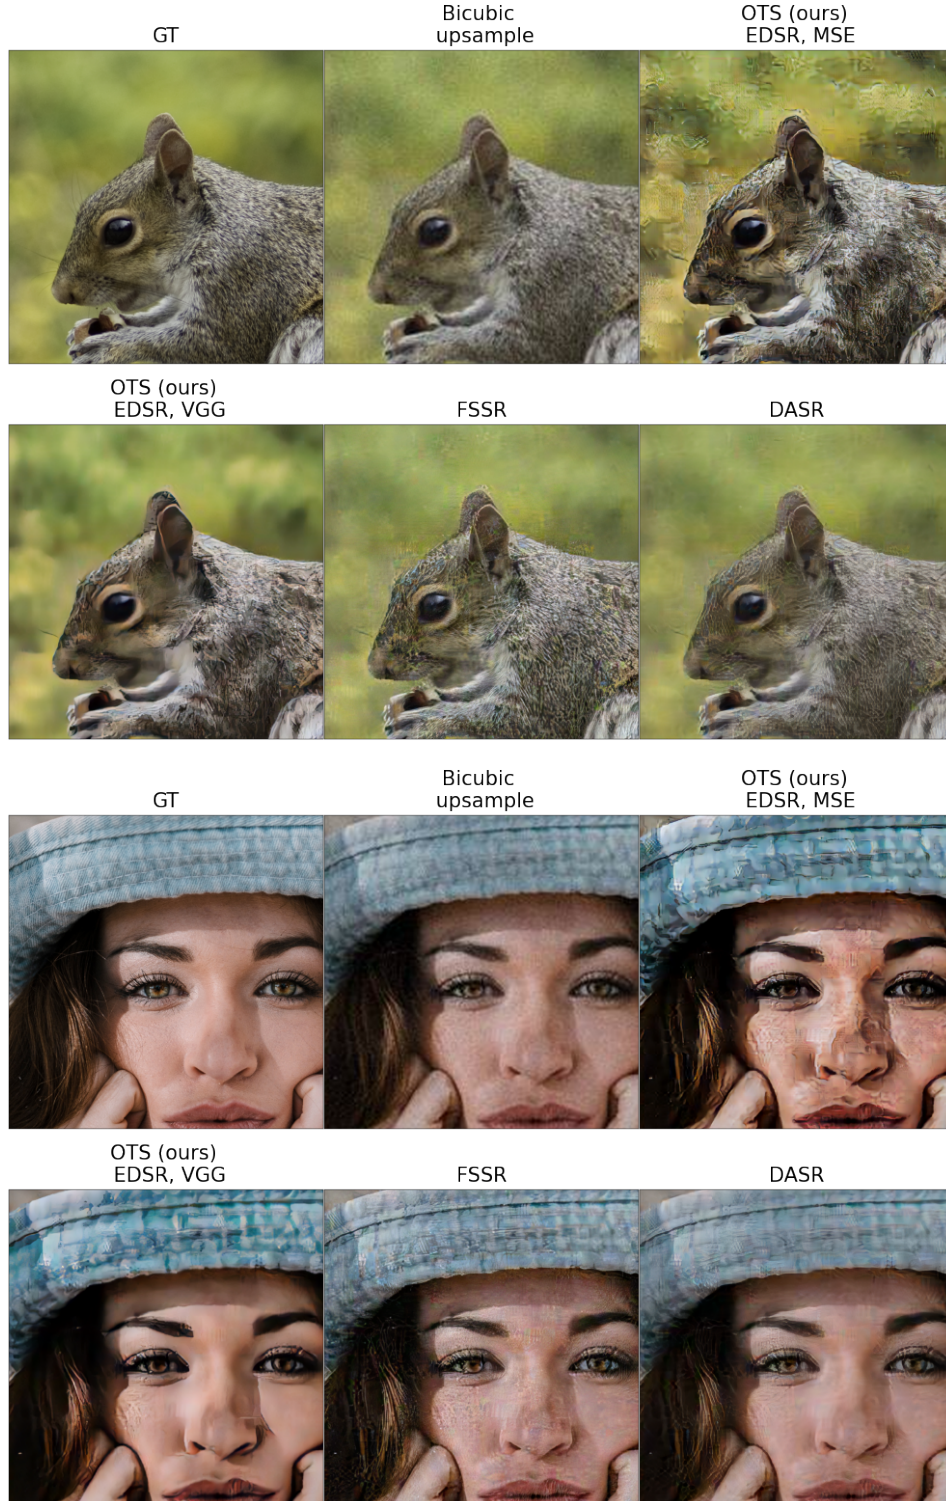 GT
Bicubic
upsample
OTS (ours)
EDSR, MSE
OTS (ours)
EDSR, VGG
FSSR
DASR
GT
Bicubic
upsample
OTS (ours)
EDSR, MSE
OTS (ours)
EDSR, VGG
FSSR
DASR